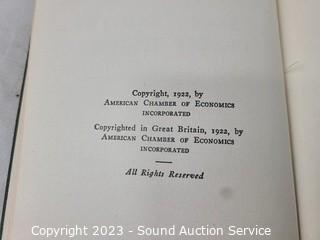 Copyright, 1922, by
American Chamber of Economics
INCORPORATED
Copyrighted in Great Britain, 1922, by
American Chamber of Economics
INCORPORATED
All Rights Reserved
Copyright 2023 - Sound Auction Service